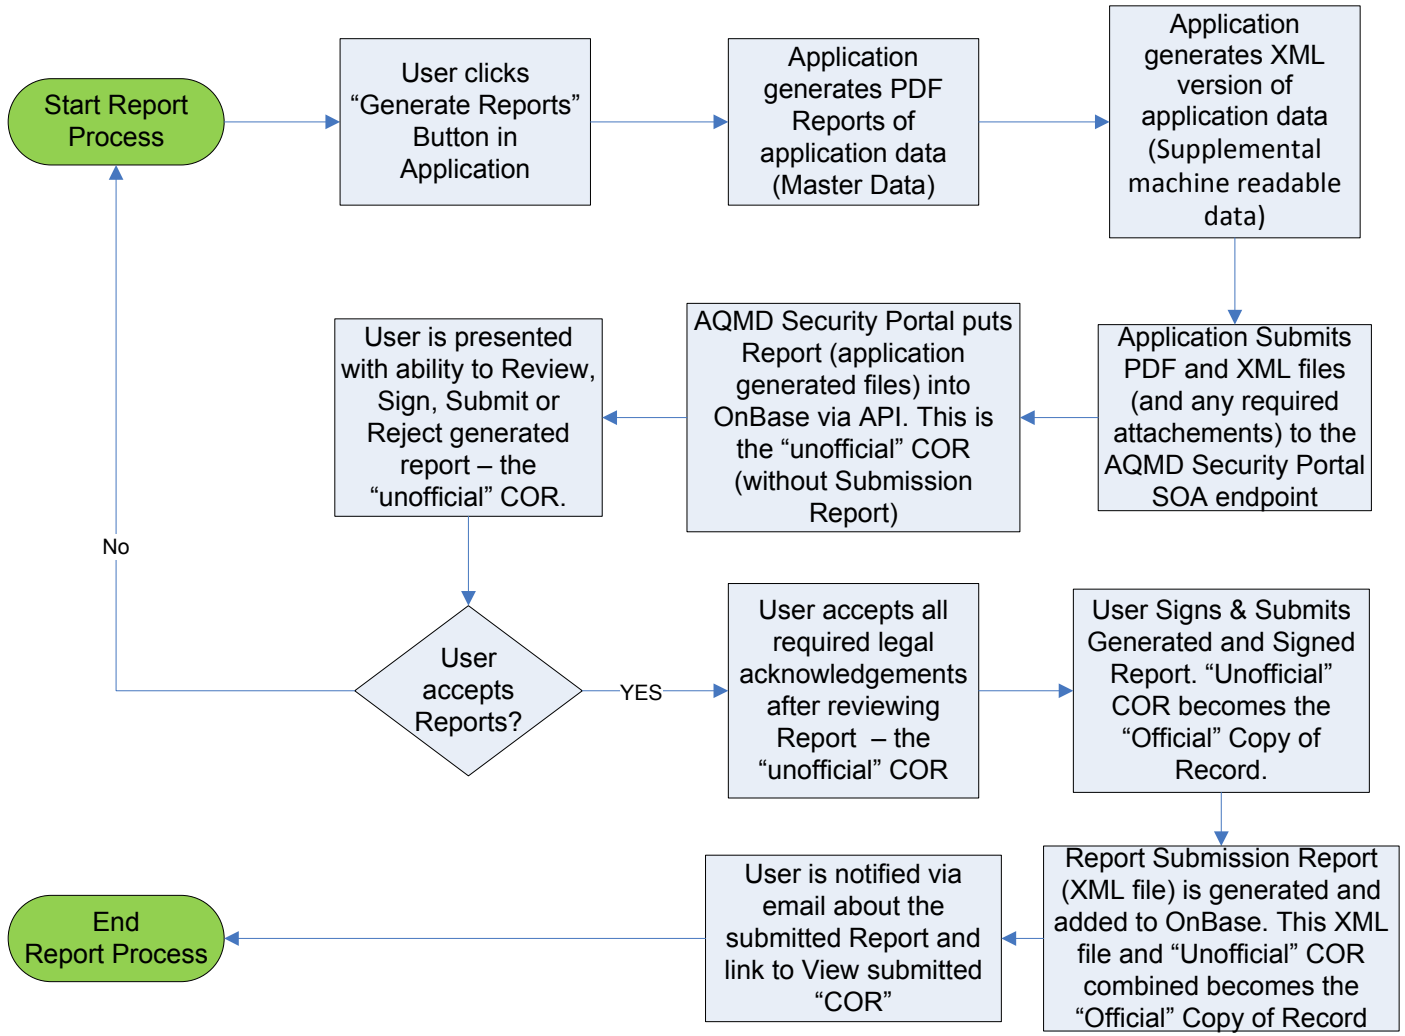 Start Report
Process
User clicks
“Generate Reports”
Button in
Application
Application
generates PDF
Reports of
application data
(Master Data)
Application
generates XML
version of
application data
(Supplemental
machine readable
data)
Application Submits
PDF and XML files
(and any required
attachements) to the
AQMD Security Portal
SOA endpoint
AQMD Security Portal puts
Report (application
generated files) into
OnBase via API. This is
the “unofficial” COR
(without Submission
Report)
User is presented
with ability to Review,
Sign, Submit or
Reject generated
report – the
“unofficial” COR.
User
accepts
Reports?
No
YES
User accepts all
required legal
acknowledgements
after reviewing
Report – the
“unofficial” COR
User Signs & Submits
Generated and Signed
Report. “Unofficial”
COR becomes the
“Official” Copy of
Record.
Report Submission Report
(XML file) is generated and
added to OnBase. This XML
file and “Unofficial” COR
combined becomes the
“Official” Copy of Record
User is notified via
email about the
submitted Report and
link to View submitted
“COR”
End
Report Process